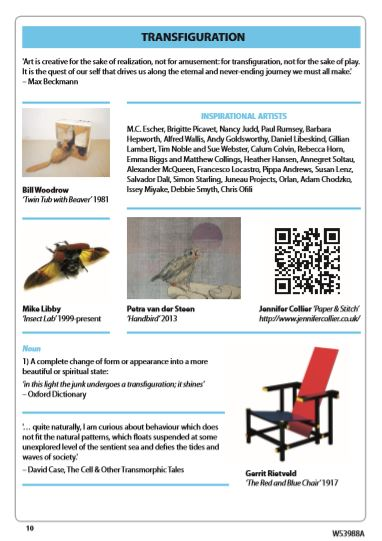 TRANSFIGURATION
'Art is creative for the sake of realization, not for amusement: for transfiguration, not for the sake of play.
It is the quest of our self that drives us along the eternal and never-ending journey we must all make.'
– Max Beckmann
INSPIRATIONAL ARTISTS
M.C. Escher, Brigitte Picavet, Nancy Judd, Paul Rumsey, Barbara
Hepworth, Alfred Wallis, Andy Goldsworthy, Daniel Libeskind, Gillian
Lambert, Tim Noble and Sue Webster, Calum Colvin, Rebecca Horn,
Emma Biggs and Matthew Collings, Heather Hansen, Annegret Soltau,
Alexander McQueen, Francesco Locastro, Pippa Andrews, Susan Lenz,
Salvador Dali, Simon Starling, Juneau Projects, Orlan, Adam Chodzko,
Issey Miyake, Debbie Smyth, Chris Ofili
Bill Woodrow
'Twin Tub with Beaver' 1981
Mike Libby
'Insect Lab' 1999-present
Petra van der Steen
'Handbird' 2013
Jennifer Collier 'Paper & Stitch'
http://www.jennifercollier.co.uk/
Noun
1) A complete change of form or appearance into a more
beautiful or spiritual state:
'in this light the junk undergoes a transfiguration; it shines'
– Oxford Dictionary
'… quite naturally, I am curious about behaviour which does
not fit the natural patterns, which floats suspended at some
unexplored level of the sentient sea and defies the tides and
waves of society.'
– David Case, The Cell & Other Transmorphic Tales
Gerrit Rietveld
'The Red and Blue Chair' 1917
10
W53988A